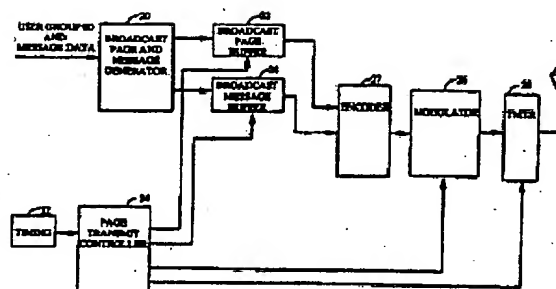 USER GROUPED
AND
MESSAGE DATA
20
BROADCAST
PAGE AND
MESSAGE
GENERATOR
BROADCAST
PAGE
BUFFER
BROADCAST
MESSAGE
BUFFER
ENCODER
MODULATOR
TIMING
PAGE
TRANSMIT
CONTROLLER